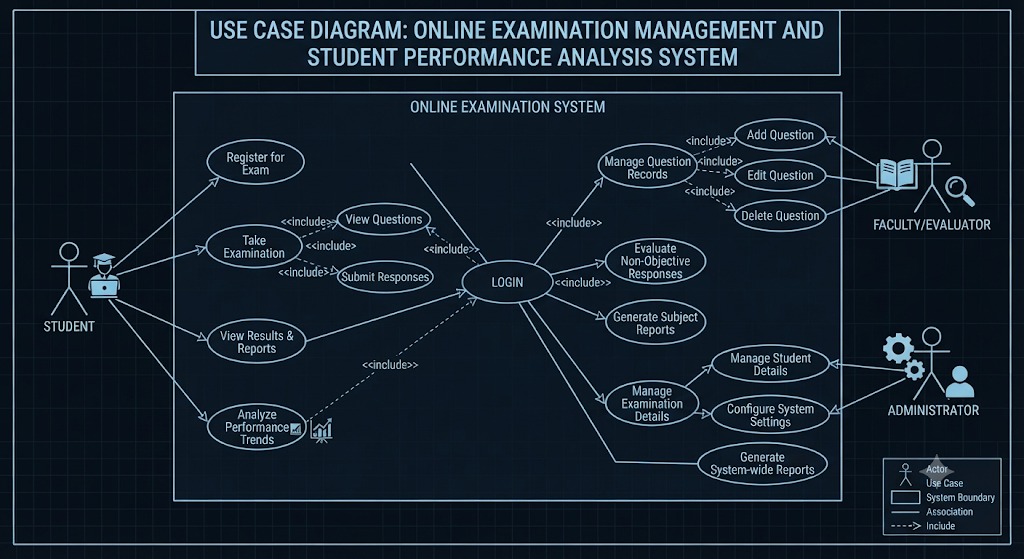 USE CASE DIAGRAM: ONLINE EXAMINATION MANAGEMENT AND
STUDENT PERFORMANCE ANALYSIS SYSTEM
ONLINE EXAMINATION SYSTEM
Register for
Exam
Take
Examination
<<include>
<<include>
<<include>
View Questions
Submit Responses
View Results &
Reports
Analyze
Performance
Trends
<<include>>
STUDENT
<<include>
LOGIN
<<include>>
<<include>>
Manage Question
Records
<include>
<<include>
<include>>
Add Question
Edit Question
Delete Question
Evaluate
Non-Objective
Responses
Generate Subject
Reports
Manage
Examination
Details
Manage Student
Details
Configure System
Settings
Generate
System-wide Reports
FACULTY/EVALUATOR
ADMINISTRATOR
Actor
Use Case
System Boundary
Association
Include